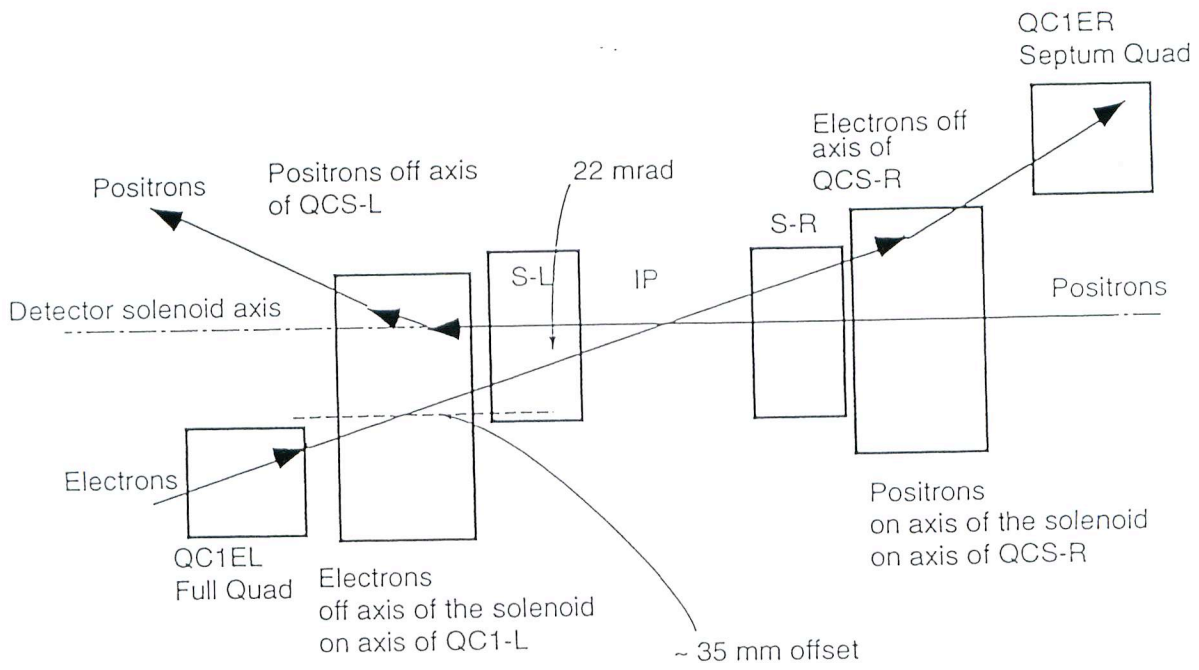 QC1ER
Septum Quad
Electrons off
axis of
QCS-R
Positrons off axis
of QCS-L
22 mrad
Positrons
S-R
S-L
IP
Positrons
Detector solenoid axis
Electrons
Positrons
on axis of the solenoid
on axis of QCS-R
QC1EL
Full Quad
Electrons
off axis of the solenoid
on axis of QC1-L
~ 35 mm offset